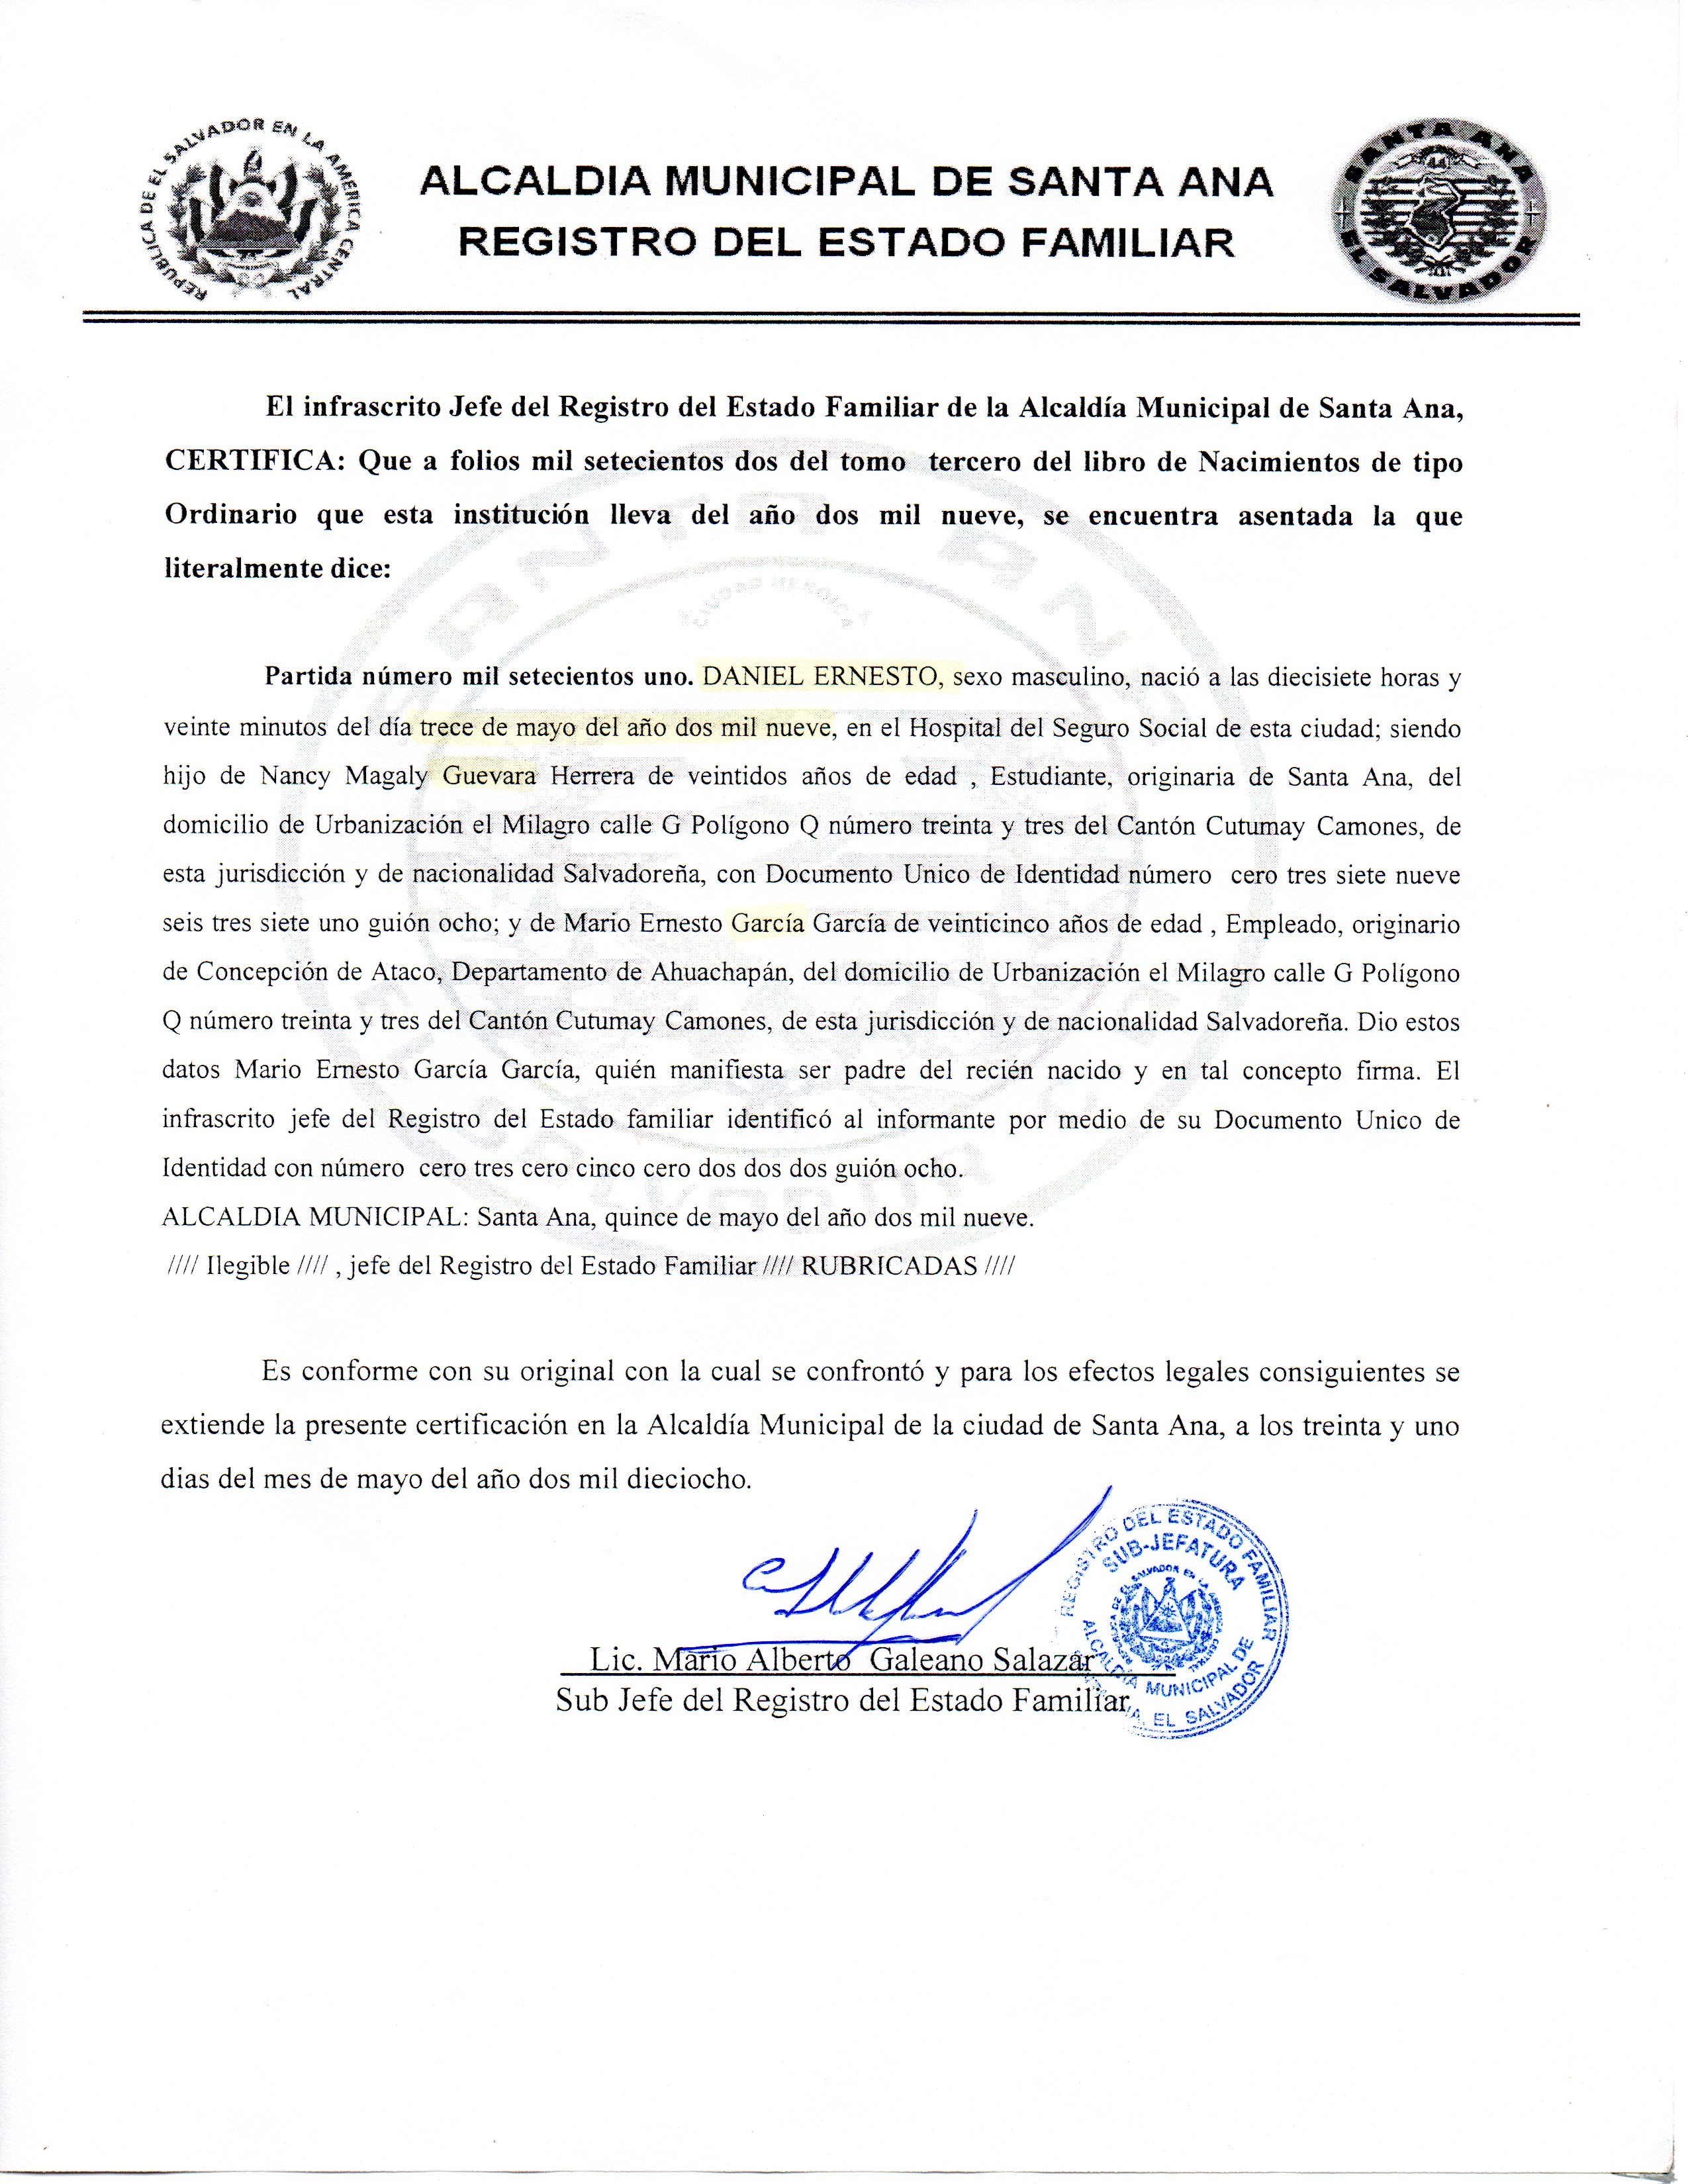 REPUBLICA DE EL SALVADOR EN LA AMERICA CENTRAL
ALCALDIA MUNICIPAL DE SANTA ANA
REGISTRO DEL ESTADO FAMILIAR
SANTA ANA
44
EL SALVADOR
El infrascrito Jefe del Registro del Estado Familiar de la Alcaldía Municipal de Santa Ana,
CERTIFICA: Que a folios mil setecientos dos del tomo tercero del libro de Nacimientos de tipo
Ordinario que esta institución lleva del año dos mil nueve, se encuentra asentada la que
literalmente dice:
SANTA ANA
CIUDAD HEROICA
Partida número mil setecientos uno. DANIEL ERNESTO, sexo masculino, nació a las diecisiete horas y
veinte minutos del día trece de mayo del año dos mil nueve, en el Hospital del Seguro Social de esta ciudad; siendo
hijo de Nancy Magaly Guevara Herrera de veintidos años de edad , Estudiante, originaria de Santa Ana, del
domicilio de Urbanización el Milagro calle G Polígono Q número treinta y tres del Cantón Cutumay Camones, de
esta jurisdicción y de nacionalidad Salvadoreña, con Documento Unico de Identidad número cero tres siete nueve
seis tres siete uno guión ocho; y de Mario Ernesto García García de veinticinco años de edad , Empleado, originario
de Concepción de Ataco, Departamento de Ahuachapán, del domicilio de Urbanización el Milagro calle G Polígono
Q número treinta y tres del Cantón Cutumay Camones, de esta jurisdicción y de nacionalidad Salvadoreña. Dio estos
datos Mario Ernesto García García, quién manifiesta ser padre del recién nacido y en tal concepto firma. El
infrascrito jefe del Registro del Estado familiar identificó al informante por medio de su Documento Unico de
Identidad con número cero tres cero cinco cero dos dos dos guión ocho.
ALCALDIA MUNICIPAL: Santa Ana, quince de mayo del año dos mil nueve.
//// Ilegible //// , jefe del Registro del Estado Familiar //// RUBRICADAS ////
Es conforme con su original con la cual se confrontó y para los efectos legales consiguientes se
extiende la presente certificación en la Alcaldía Municipal de la ciudad de Santa Ana, a los treinta y uno
dias del mes de mayo del año dos mil dieciocho.
Lic. Mario Alberto Galeano Salazar
Sub Jefe del Registro del Estado Familiar
REGISTRO DEL ESTADO FAMILIAR
SUB-JEFATURA
ALCALDIA MUNICIPAL DE
EL SALVADOR